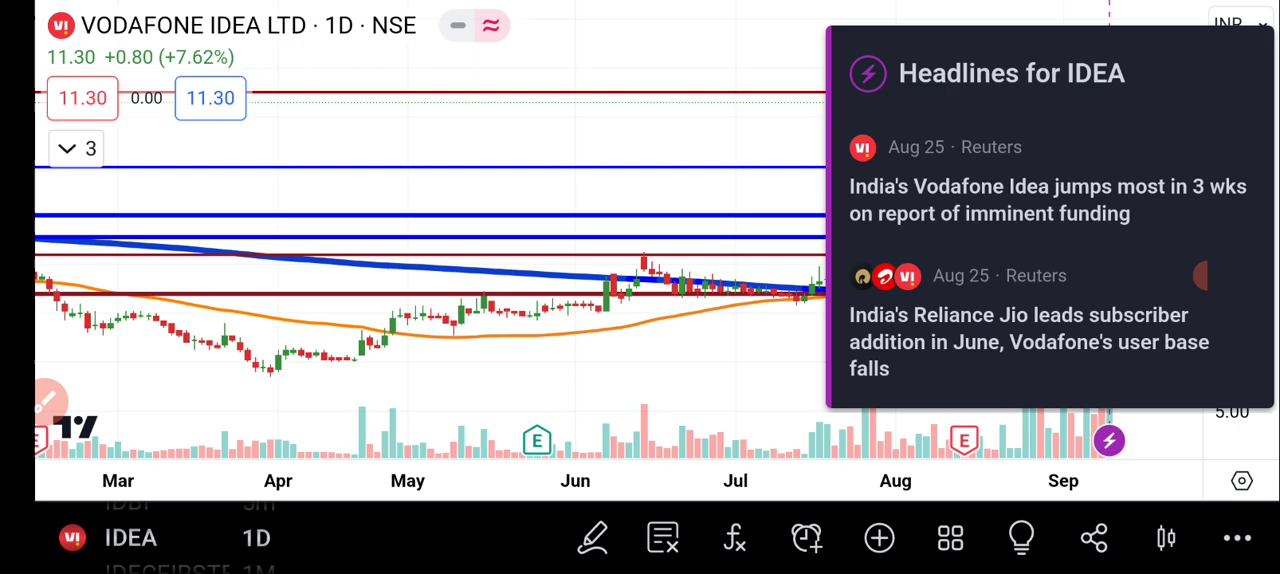 VODAFONE IDEA LTD · 1D · NSE
INR
11.30 +0.80 (+7.62%)
11.30 0.00 11.30
3
Headlines for IDEA
Aug 25 · Reuters
India's Vodafone Idea jumps most in 3 wks
on report of imminent funding
Aug 25 · Reuters
India's Reliance Jio leads subscriber
addition in June, Vodafone's user base
falls
5.00
E E E
Mar Apr May Jun Jul Aug Sep
IDBI 3m
IDEA 1D
1M